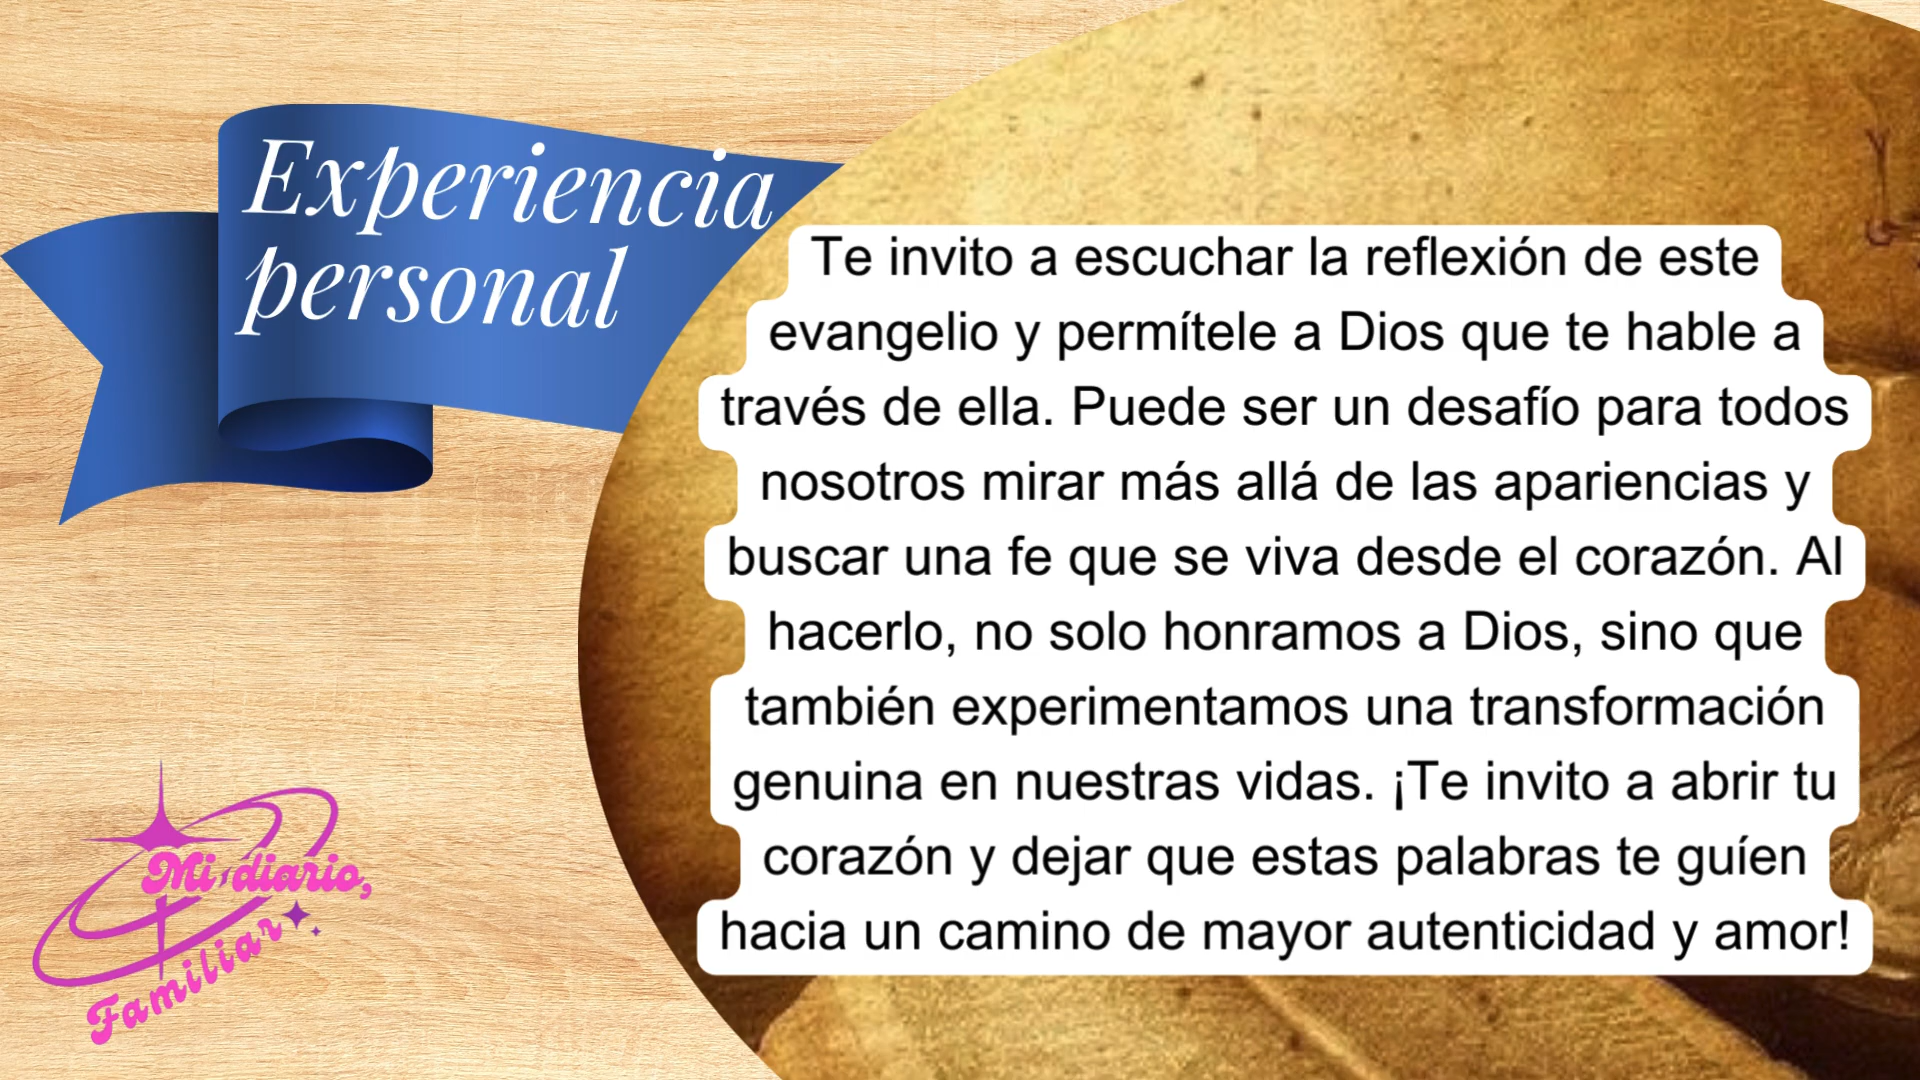 Experiencia
personal
Te invito a escuchar la reflexión de este
evangelio y permítele a Dios que te hable a
través de ella. Puede ser un desafío para todos
nosotros mirar más allá de las apariencias y
buscar una fe que se viva desde el corazón. Al
hacerlo, no solo honramos a Dios, sino que
también experimentamos una transformación
genuina en nuestras vidas. ¡Te invito a abrir tu
corazón y dejar que estas palabras te guíen
hacia un camino de mayor autenticidad y amor!
Mi diario,
Familiar